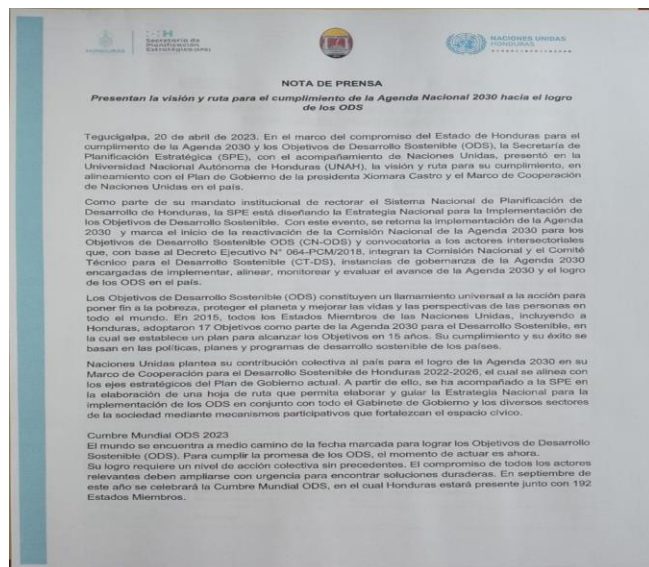 HONDURAS
Secretaría de
Planificación
Estratégica
NACIONES UNIDAS
HONDURAS
NOTA DE PRENSA
Presentan la visión y ruta para el cumplimiento de la Agenda Nacional 2030 hacia el logro
de los ODS
Tegucigalpa, 20 de abril de 2023. En el marco del compromiso del Estado de Honduras para el
cumplimento de la Agenda 2030 y los Objetivos de Desarrollo Sostenible (ODS), la Secretaría de
Planificación Estratégica (SPE), con el acompañamiento de Naciones Unidas, presentó en la
Universidad Nacional Autónoma de Honduras (UNAH), la visión y ruta para su cumplimiento, en
alineamiento con el Plan de Gobierno de la presidenta Xiomara Castro y el Marco de Cooperación
de Naciones Unidas en el país.
Como parte de su mandato institucional de rectorar el Sistema Nacional de Planificación de
Desarrollo de Honduras, la SPE está diseñando la Estrategia Nacional para la Implementación de
los Objetivos de Desarrollo Sostenible. Con este evento, se retoma la implementación de la Agenda
2030 y marca el inicio de la reactivación de la Comisión Nacional de la Agenda 2030 para los
Objetivos de Desarrollo Sostenible ODS (CN-ODS) y convocatoria a los actores intersectoriales
que, con base al Decreto Ejecutivo N° 064-PCM/2018, integran la Comisión Nacional y el Comité
Técnico para el Desarrollo Sostenible (CT-DS), instancias de gobernanza de la Agenda 2030
encargadas de implementar, alinear, monitorear y evaluar el avance de la Agenda 2030 y el logro
de los ODS en el país.
Los Objetivos de Desarrollo Sostenible (ODS) constituyen un llamamiento universal a la acción para
poner fin a la pobreza, proteger el planeta y mejorar las vidas y las perspectivas de las personas en
todo el mundo. En 2015, todos los Estados Miembros de las Naciones Unidas, incluyendo a
Honduras, adoptaron 17 Objetivos como parte de la Agenda 2030 para el Desarrollo Sostenible, en
la cual se establece un plan para alcanzar los Objetivos en 15 años. Su cumplimiento y su éxito se
basan en las políticas, planes y programas de desarrollo sostenible de los países.
Naciones Unidas plantea su contribución colectiva al país para el logro de la Agenda 2030 en su
Marco de Cooperación para el Desarrollo Sostenible de Honduras 2022-2026, el cual se alinea con
los ejes estratégicos del Plan de Gobierno actual. A partir de ello, se ha acompañado a la SPE en
la elaboración de una hoja de ruta que permita elaborar y guiar la Estrategia Nacional para la
implementación de los ODS en conjunto con todo el Gabinete de Gobierno y los diversos sectores
de la sociedad mediante mecanismos participativos que fortalezcan el espacio cívico.
Cumbre Mundial ODS 2023
El mundo se encuentra a medio camino de la fecha marcada para lograr los Objetivos de Desarrollo
Sostenible (ODS). Para cumplir la promesa de los ODS, el momento de actuar es ahora.
Su logro requiere un nivel de acción colectiva sin precedentes. El compromiso de todos los actores
relevantes deben ampliarse con urgencia para encontrar soluciones duraderas. En septiembre de
este año se celebrará la Cumbre Mundial ODS, en el cual Honduras estará presente junto con 192
Estados Miembros.